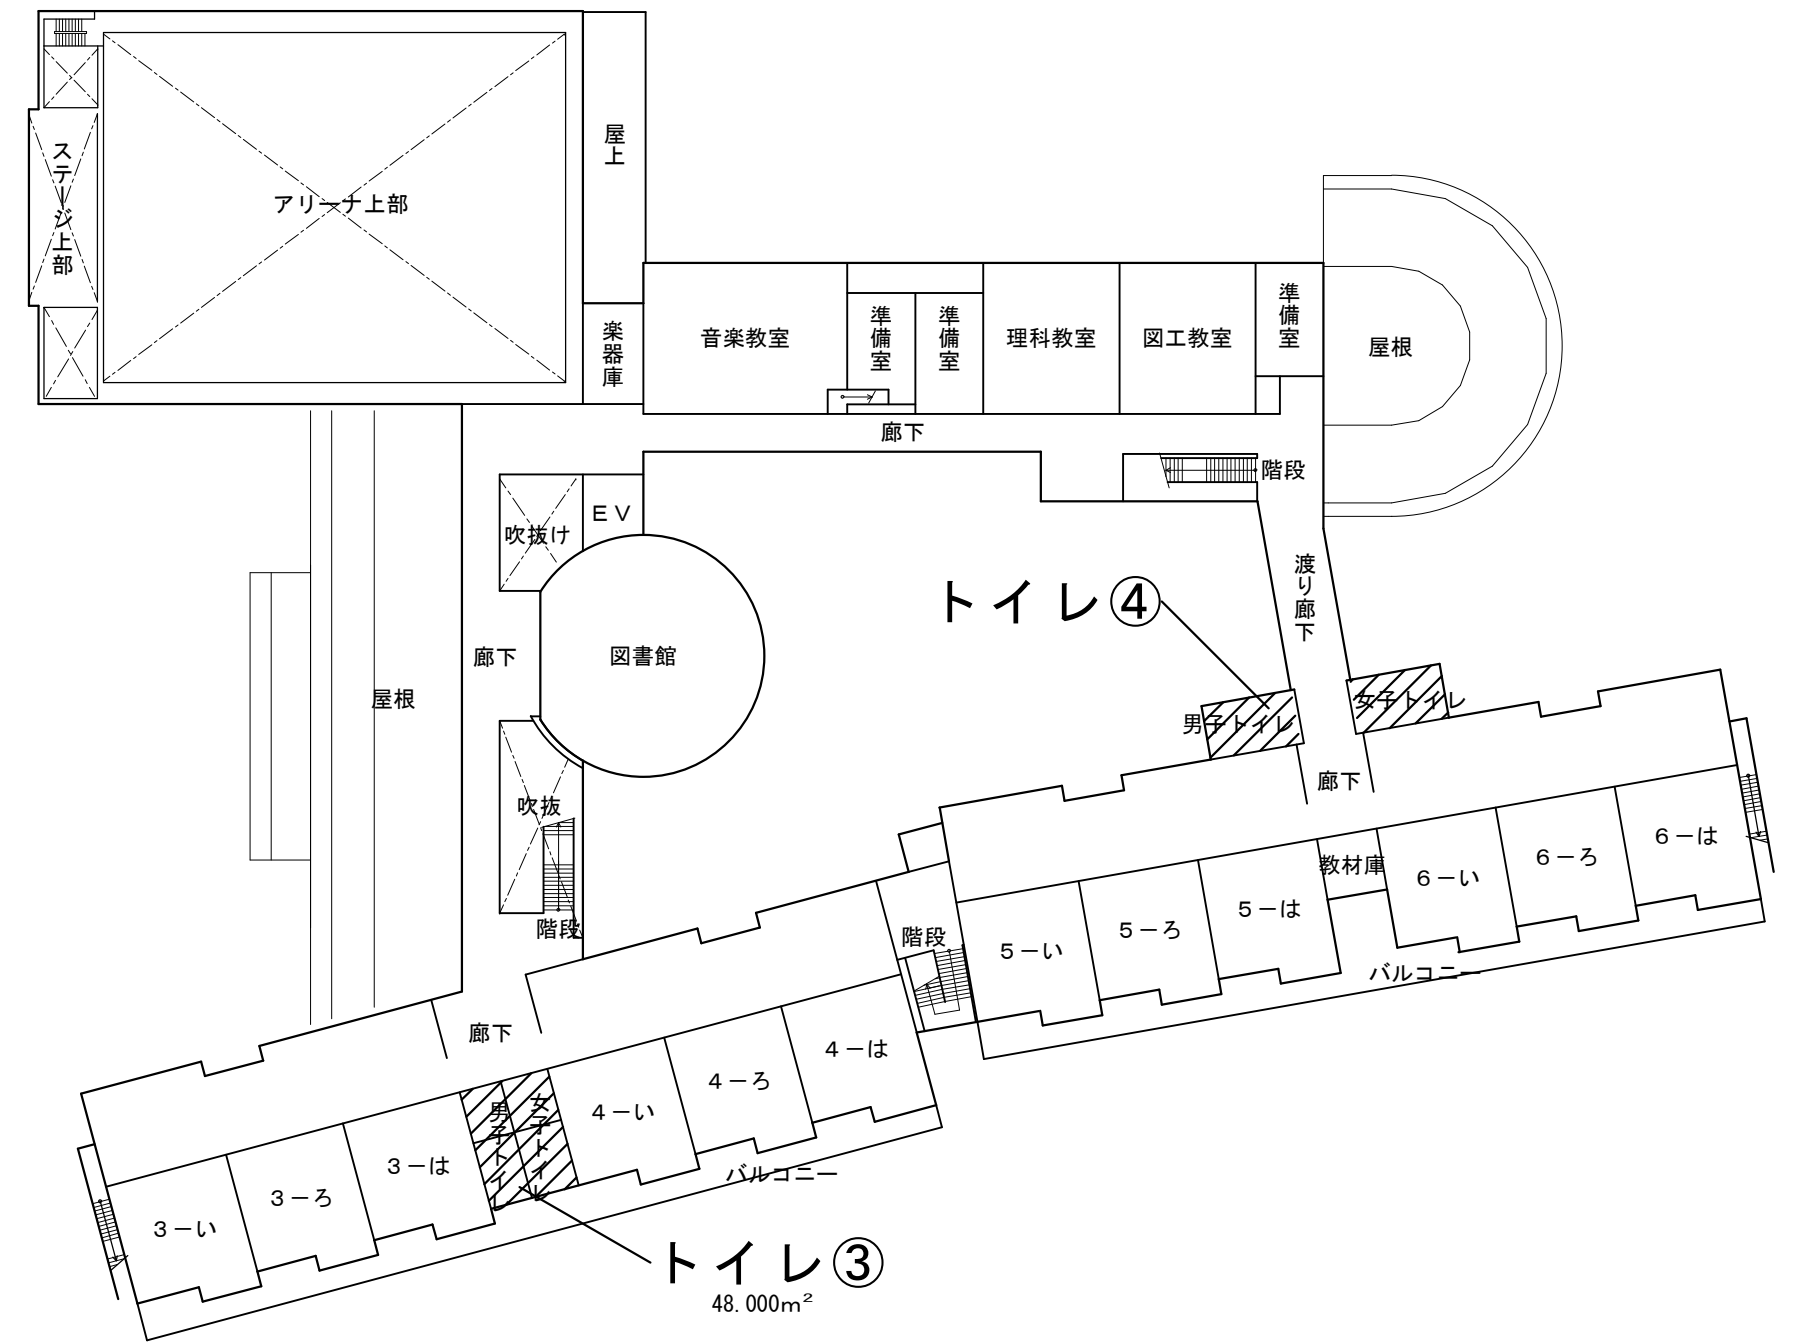 屋上
ステージ上部
アリーナ上部
楽器庫
音楽教室
準備室
準備室
理科教室
図工教室
準備室
屋根
廊下
階段
ＥＶ
吹抜け
渡り廊下
トイレ④
廊下
図書館
屋根
男子トイレ
女子トイレ
廊下
吹抜
階段
教材庫
６－い
６－ろ
６－は
階段
５－い
５－ろ
５－は
バルコニー
廊下
４－い
４－ろ
４－は
男子トイレ
女子トイレ
３－い
３－ろ
３－は
バルコニー
トイレ③
48.000m²